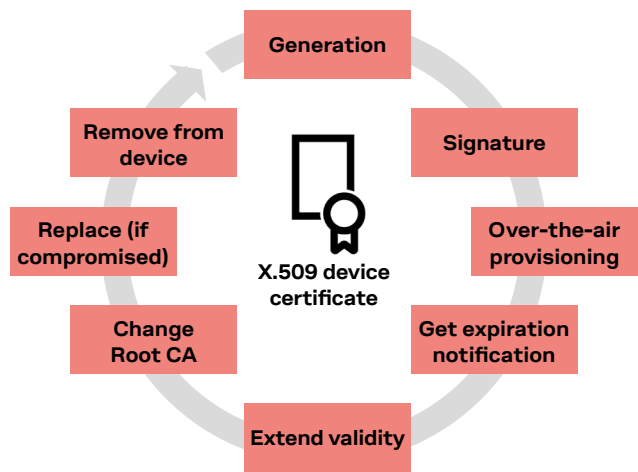 Generation
Signature
Over-the-air
provisioning
Get expiration
notification
Extend validity
Change
Root CA
Replace (if
compromised)
Remove from
device
X.509 device
certificate